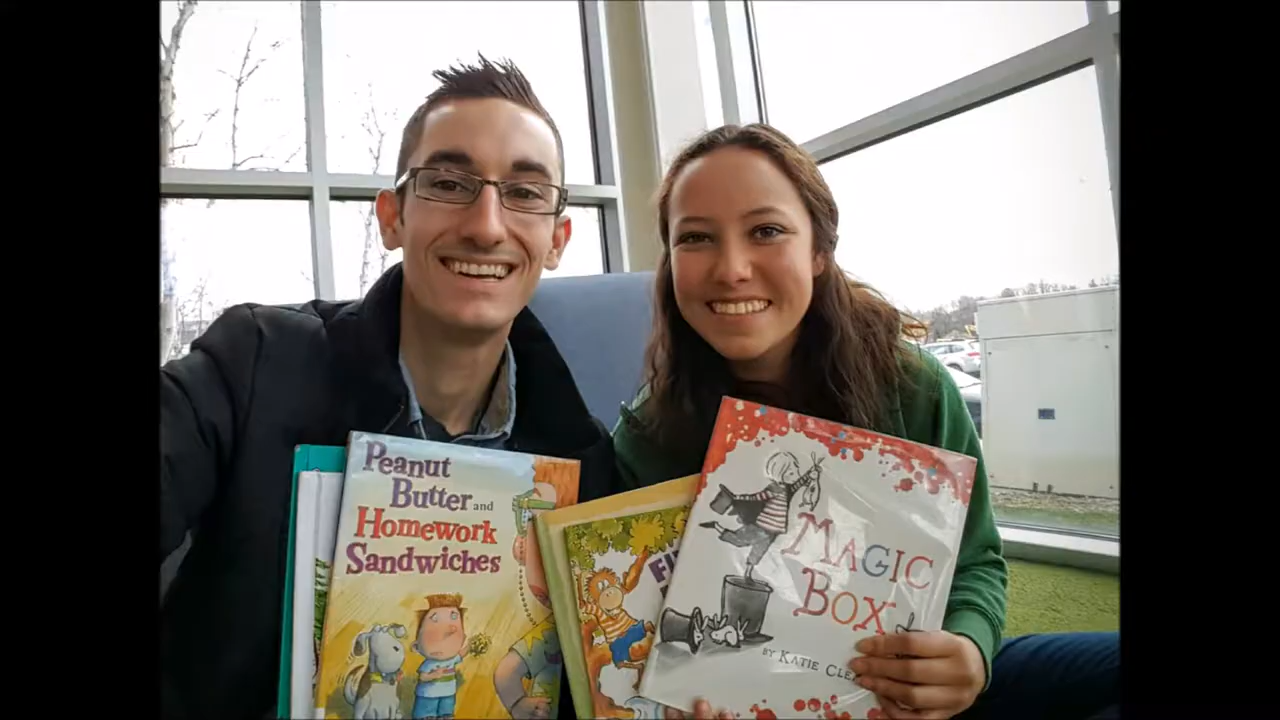 Peanut
Butter and
Homework
Sandwiches
MAGIC
BOX
BY KATIE